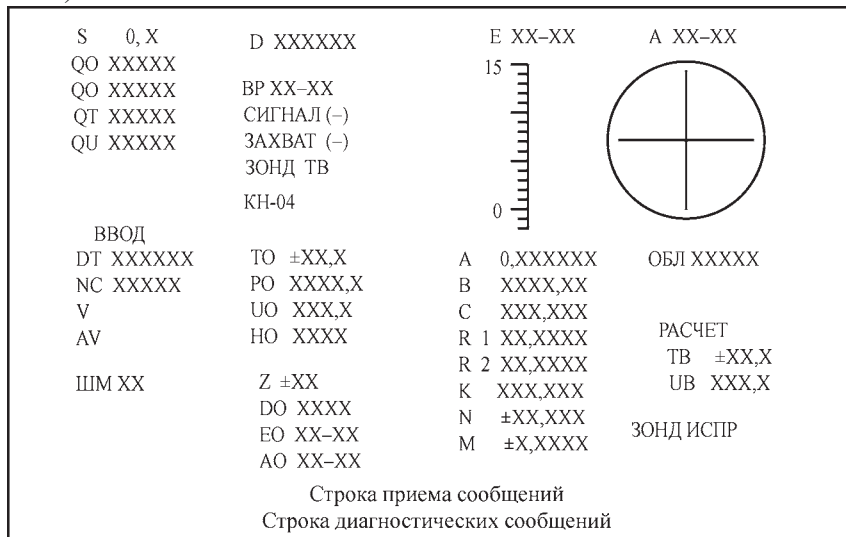 S 0, X
QO XXXXX
QO XXXXX
QT XXXXX
QU XXXXX
D XXXXXX
ВР XX–XX
СИГНАЛ (–)
ЗАХВАТ (–)
ЗОНД ТВ
КН-04
E XX–XX
15
0
A XX–XX
ВВОД
DT XXXXXX
NC XXXXX
V
AV
ШМ XX
TO ±XX,X
PO XXXX,X
UO XXX,X
HO XXXX
Z ±XX
DO XXXX
EO XX–XX
AO XX–XX
A 0,XXXXXX
B XXXX,XX
C XXX,XXX
R 1 XX,XXXX
R 2 XX,XXXX
K XXX,XXX
N ±XX,XXX
M ±X,XXXX
ОБЛ XXXXX
РАСЧЕТ
ТВ ±XX,X
UB XXX,X
ЗОНД ИСПР
Строка приема сообщений
Строка диагностических сообщений